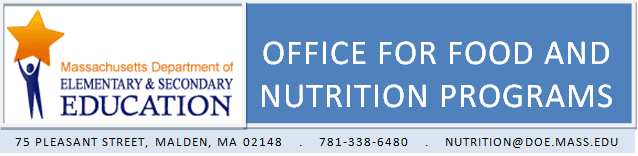 Massachusetts Department of
ELEMENTARY & SECONDARY
EDUCATION
OFFICE FOR FOOD AND
NUTRITION PROGRAMS
75 PLEASANT STREET, MALDEN, MA 02148 . 781-338-6480 . NUTRITION@DOE.MASS.EDU